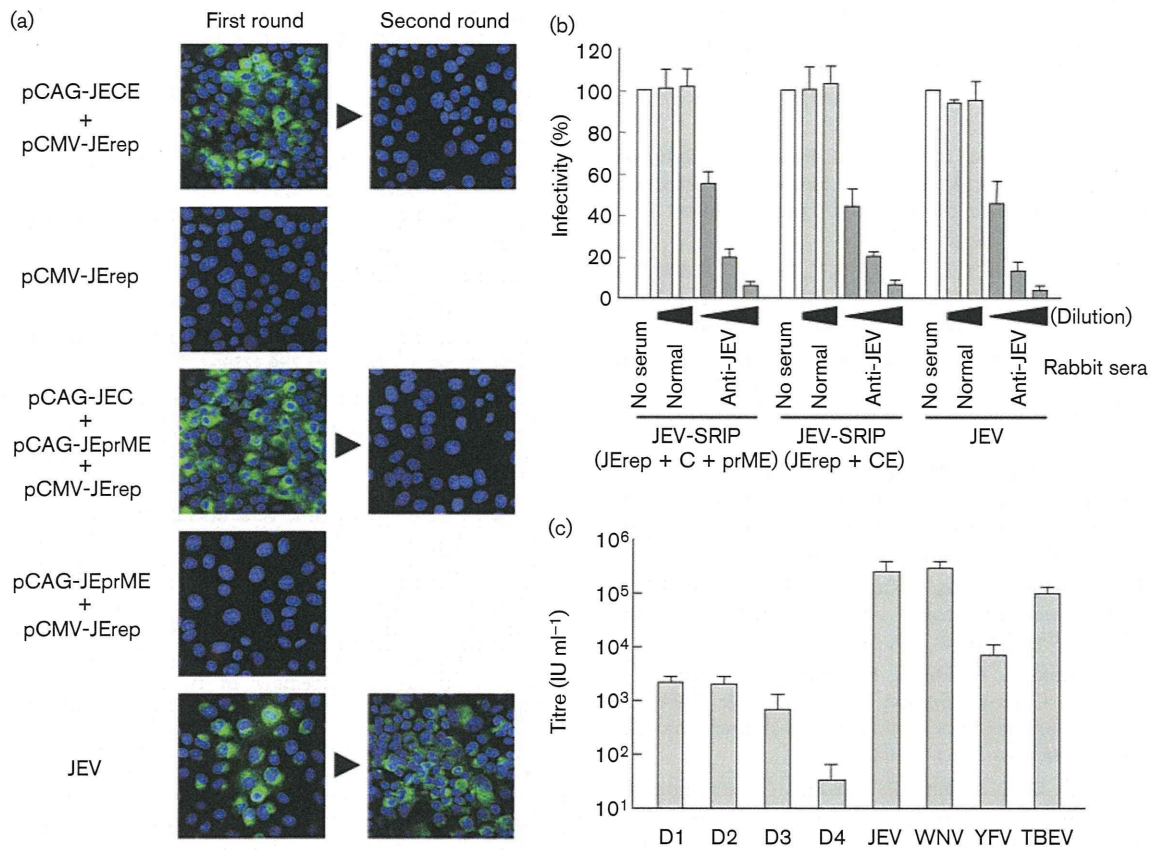 (a)
First round
Second round
pCAG-JECE
+
pCMV-JErep
pCMV-JErep
pCAG-JEC
+
pCAG-JEprME
+
pCMV-JErep
pCAG-JEprME
+
pCMV-JErep
JEV
(b)
Infectivity (%)
120
100
80
60
40
20
0
No serum
Normal
Anti-JEV
No serum
Normal
Anti-JEV
No serum
Normal
Anti-JEV
(Dilution)
Rabbit sera
JEV-SRIP
(JErep + C + prME)
JEV-SRIP
(JErep + CE)
JEV
(c)
Titre (IU ml⁻¹)
10⁶
10⁵
10⁴
10³
10²
10¹
D1 D2 D3 D4 JEV WNV YFV TBEV